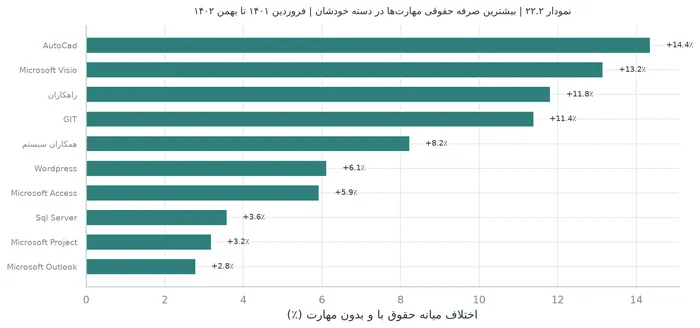 نمودار ۲۲.۲ | بیشترین صرفه حقوقی مهارت‌ها در دسته خودشان | فروردین ۱۴۰۱ تا بهمن ۱۴۰۲
AutoCad +14.4٪
Microsoft Visio +13.2٪
راهکاران +11.8٪
GIT +11.4٪
همکاران سیستم +8.2٪
Wordpress +6.1٪
Microsoft Access +5.9٪
Sql Server +3.6٪
Microsoft Project +3.2٪
Microsoft Outlook +2.8٪
0 2 4 6 8 10 12 14
اختلاف میانه حقوق با و بدون مهارت (٪)